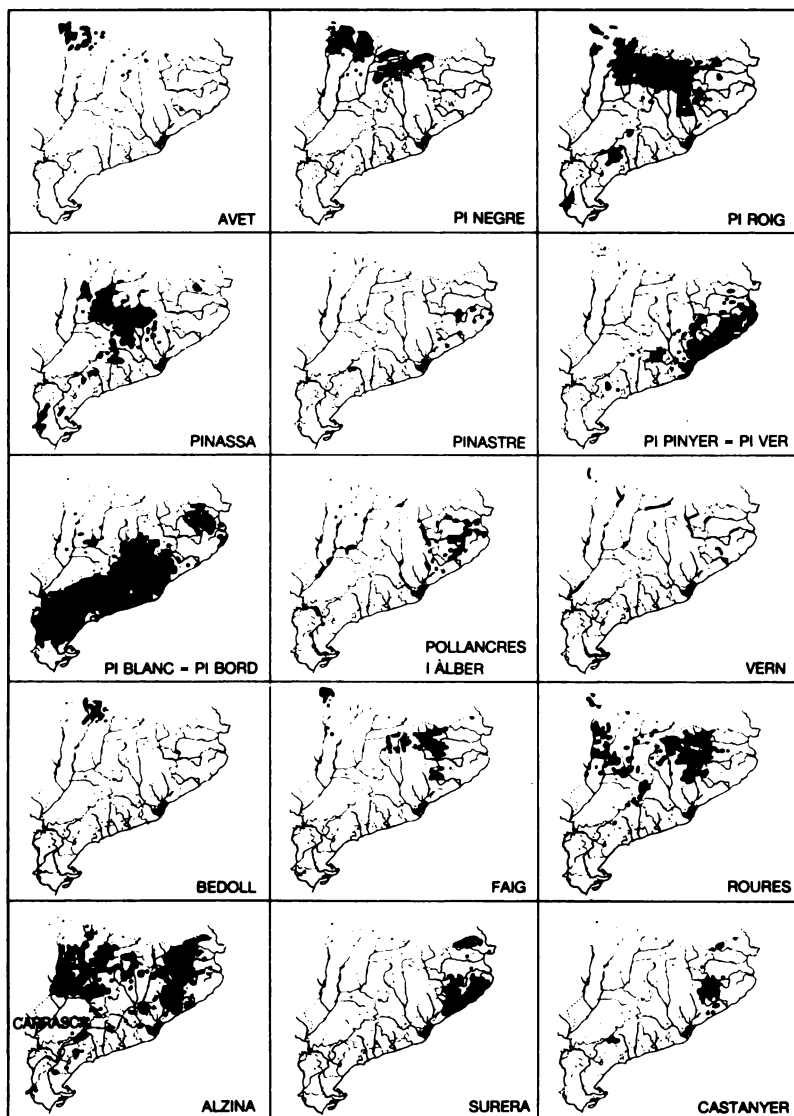 AVET
PI NEGRE
PI ROIG
PINASSA
PINASTRE
PI PINYER = PI VER
PI BLANC = PI BORD
POLLANCRES
I ÀLBER
VERN
BEDOLL
FAIG
ROURES
CARRASCA
ALZINA
SURERA
CASTANYER